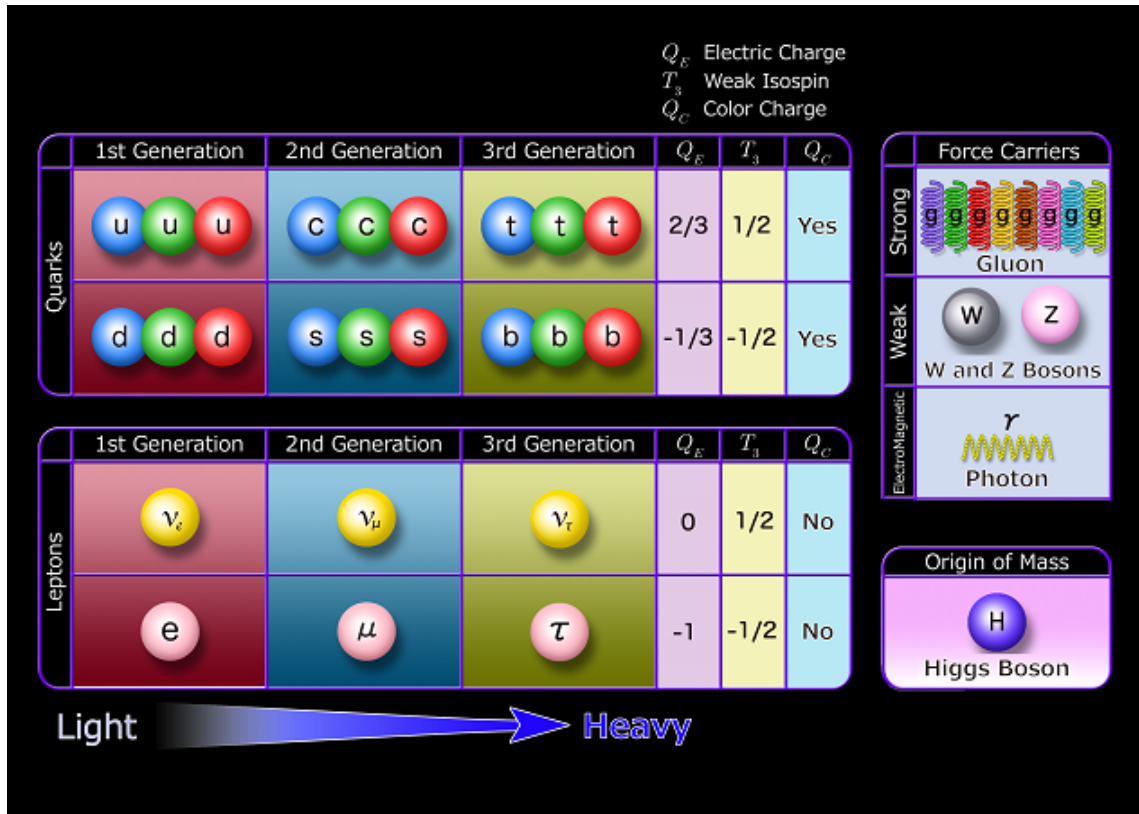 Q_E Electric Charge
T_3 Weak Isospin
Q_C Color Charge
Quarks
1st Generation 2nd Generation 3rd Generation Q_E T_3 Q_C
u u u c c c t t t 2/3 1/2 Yes
d d d s s s b b b -1/3 -1/2 Yes
Leptons
1st Generation 2nd Generation 3rd Generation Q_E T_3 Q_C
ν_e ν_μ ν_τ 0 1/2 No
e μ τ -1 -1/2 No
Light Heavy
Force Carriers
Strong
g g g g g g g g
Gluon
Weak
W Z
W and Z Bosons
ElectroMagnetic
γ
Photon
Origin of Mass
H
Higgs Boson